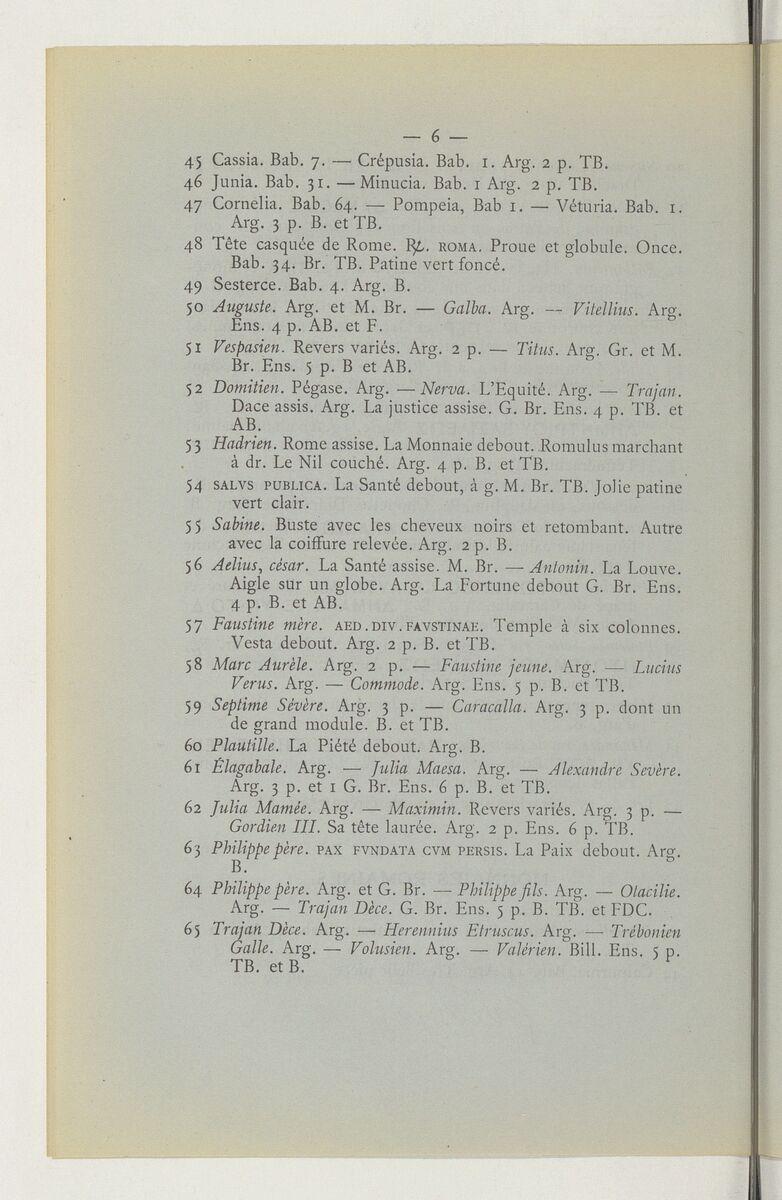 — 6 —
45 Cassia. Bab. 7. — Crépusia. Bab. 1. Arg. 2 p. TB.
46 Junia. Bab. 31. — Minucia. Bab. 1 Arg. 2 p. TB.
47 Cornelia. Bab. 64. — Pompeia, Bab 1. — Véturia. Bab. 1.
Arg. 3 p. B. et TB.
48 Tête casquée de Rome. ℞. ROMA. Proue et globule. Once.
Bab. 34. Br. TB. Patine vert foncé.
49 Sesterce. Bab. 4. Arg. B.
50 Auguste. Arg. et M. Br. — Galba. Arg. — Vitellius. Arg.
Ens. 4 p. AB. et F.
51 Vespasien. Revers variés. Arg. 2 p. — Titus. Arg. Gr. et M.
Br. Ens. 5 p. B et AB.
52 Domitien. Pégase. Arg. — Nerva. L'Equité. Arg. — Trajan.
Dace assis. Arg. La justice assise. G. Br. Ens. 4 p. TB. et
AB.
53 Hadrien. Rome assise. La Monnaie debout. Romulus marchant
à dr. Le Nil couché. Arg. 4 p. B. et TB.
54 SALVS PUBLICA. La Santé debout, à g. M. Br. TB. Jolie patine
vert clair.
55 Sabine. Buste avec les cheveux noirs et retombant. Autre
avec la coiffure relevée. Arg. 2 p. B.
56 Aelius, césar. La Santé assise. M. Br. — Antonin. La Louve.
Aigle sur un globe. Arg. La Fortune debout G. Br. Ens.
4 p. B. et AB.
57 Faustine mère. AED.DIV.FAVSTINAE. Temple à six colonnes.
Vesta debout. Arg. 2 p. B. et TB.
58 Marc Aurèle. Arg. 2 p. — Faustine jeune. Arg. — Lucius
Verus. Arg. — Commode. Arg. Ens. 5 p. B. et TB.
59 Septime Sévère. Arg. 3 p. — Caracalla. Arg. 3 p. dont un
de grand module. B. et TB.
60 Plautille. La Piété debout. Arg. B.
61 Élagabale. Arg. — Julia Maesa. Arg. — Alexandre Sevère.
Arg. 3 p. et 1 G. Br. Ens. 6 p. B. et TB.
62 Julia Mamée. Arg. — Maximin. Revers variés. Arg. 3 p. —
Gordien III. Sa tête laurée. Arg. 2 p. Ens. 6 p. TB.
63 Philippe père. PAX FVNDATA CVM PERSIS. La Paix debout. Arg.
B.
64 Philippe père. Arg. et G. Br. — Philippe fils. Arg. — Otacilie.
Arg. — Trajan Dèce. G. Br. Ens. 5 p. B. TB. et FDC.
65 Trajan Dèce. Arg. — Herennius Etruscus. Arg. — Trébonien
Galle. Arg. — Volusien. Arg. — Valérien. Bill. Ens. 5 p.
TB. et B.